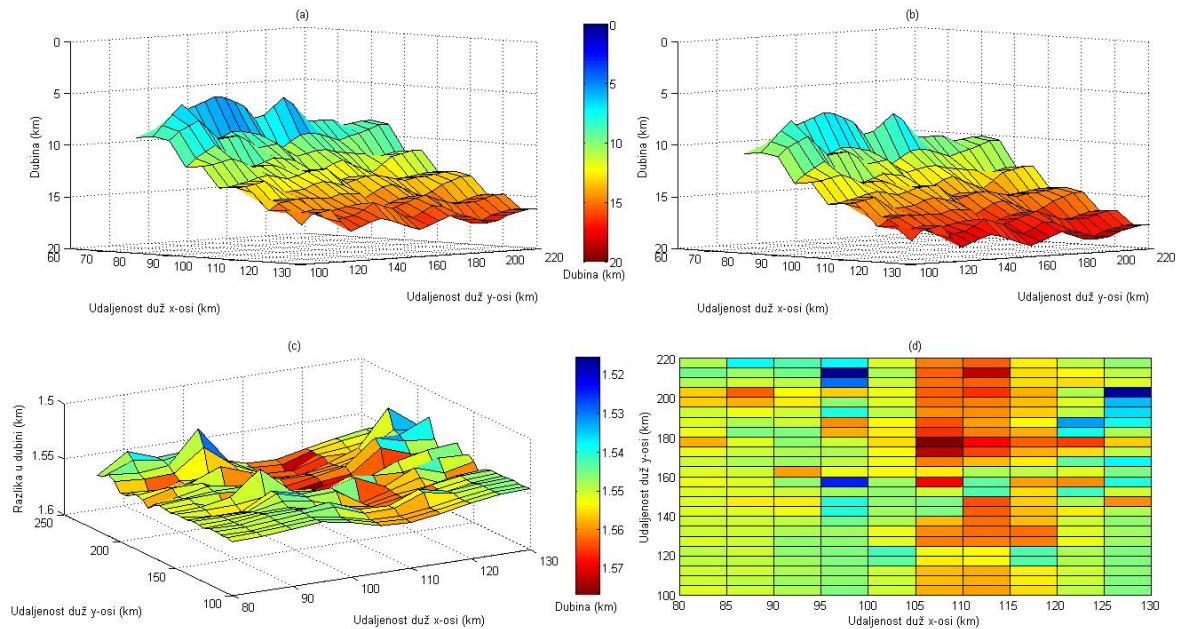 (a)
0
5
10
15
20
Dubina (km)
60 70 80 90 100 110 120 130
100 120 140 160 180 200 220
Udaljenost duž x-osi (km)
Udaljenost duž y-osi (km)
0
5
10
15
20
Dubina (km)
(b)
0
5
10
15
20
Dubina (km)
60 70 80 90 100 110 120 130
100 120 140 160 180 200 220
Udaljenost duž x-osi (km)
Udaljenost duž y-osi (km)
(c)
1.5
1.55
1.6
Razlika u dubini (km)
250
200
150
100
80 90 100 110 120 130
Udaljenost duž y-osi (km)
Udaljenost duž x-osi (km)
1.52
1.53
1.54
1.55
1.56
1.57
Dubina (km)
(d)
220
200
180
160
140
120
100
Udaljenost duž y-osi (km)
80 85 90 95 100 105 110 115 120 125 130
Udaljenost duž x-osi (km)